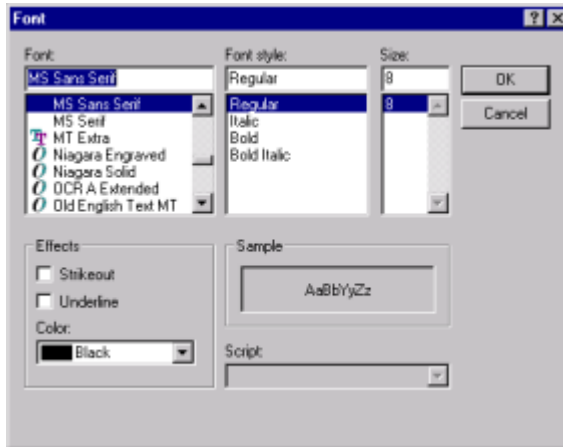 Font
Font: Font style: Size:
MS Sans Serif Regular 8 OK
MS Sans Serif Regular 8 Cancel
MS Serif Italic
MT Extra Bold
Niagara Engraved Bold Italic
Niagara Solid
OCR A Extended
Old English Text MT
Effects Sample
Strikeout
AaBbYyZz
Underline
Color:
Black
Script: